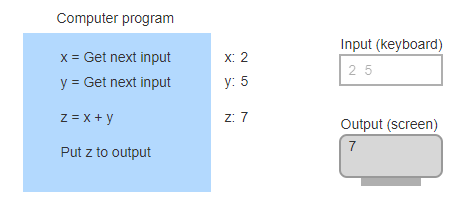 Computer program
x = Get next input
y = Get next input
z = x + y
Put z to output
x: 2
y: 5
z: 7
Input (keyboard)
2 5
Output (screen)
7